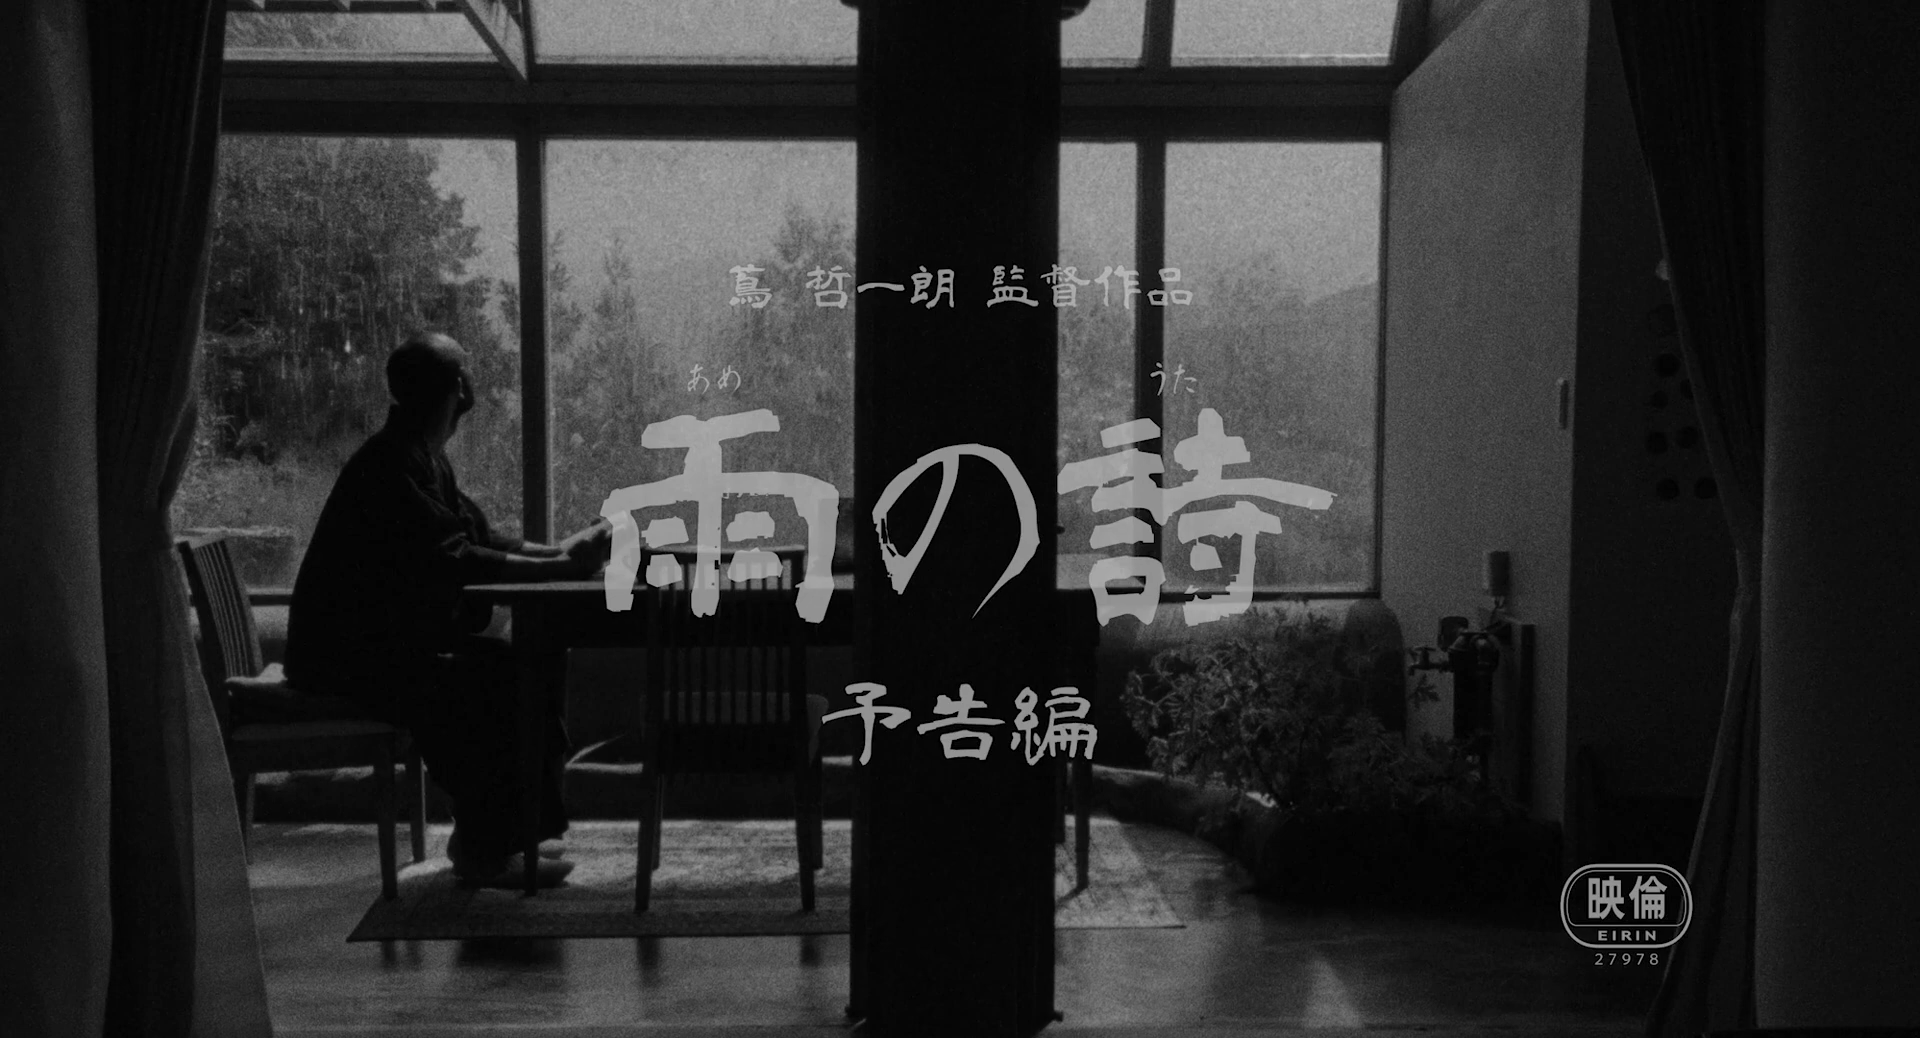 蔦 哲一朗 監督作品
あめ うた
雨の詩
予告編
映倫
EIRIN
27978